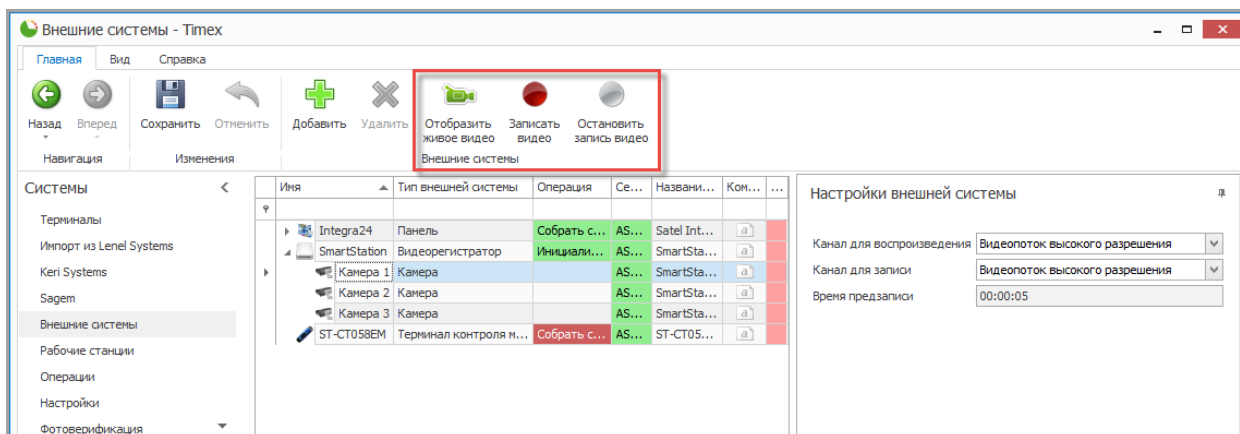 Внешние системы - Timex
Главная Вид Справка
Назад Вперед Сохранить Отменить Добавить Удалить Отобразить живое видео Записать видео Остановить запись видео
Навигация Изменения Внешние системы
Системы
Терминалы
Импорт из Lenel Systems
Keri Systems
Sagem
Внешние системы
Рабочие станции
Операции
Настройки
Фотоверификация
Имя Тип внешней системы Операция Се... Названи... Ком... ...
Integra24 Панель Собрать с... AS... Satel Int... a
SmartStation Видеорегистратор Инициали... AS... SmartSta... a
Камера 1 Камера AS... SmartSta... a
Камера 2 Камера AS... SmartSta... a
Камера 3 Камера AS... SmartSta... a
ST-CT058EM Терминал контроля м... Собрать с... AS... ST-CT05... a
Настройки внешней системы
Канал для воспроизведения Видеопоток высокого разрешения
Канал для записи Видеопоток высокого разрешения
Время предзаписи 00:00:05